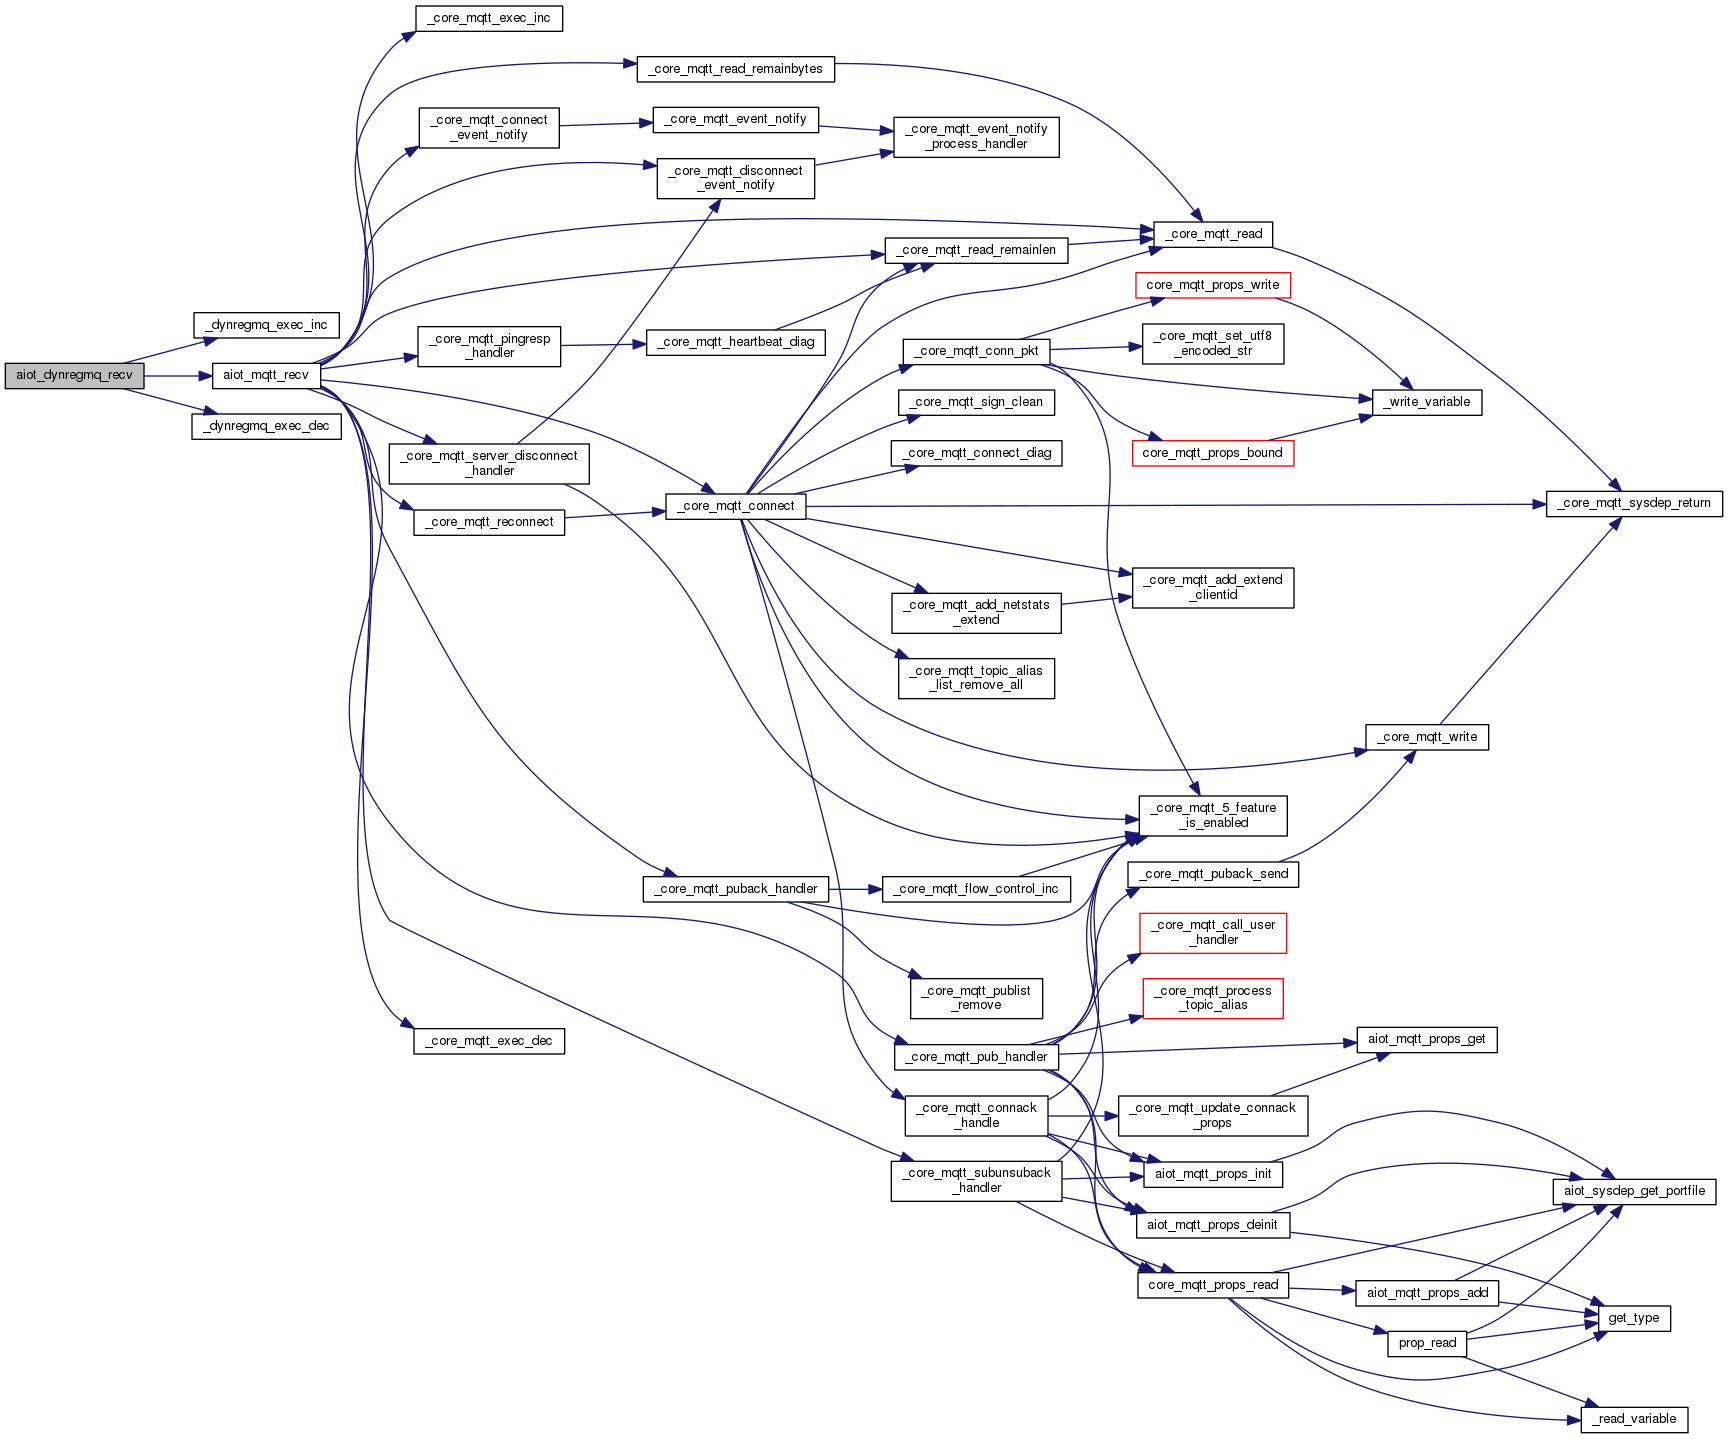 _core_mqtt_exec_inc
_core_mqtt_read_remainbytes
_core_mqtt_connect
_event_notify
_core_mqtt_event_notify
_core_mqtt_event_notify
_process_handler
_core_mqtt_disconnect
_event_notify
_core_mqtt_read
_core_mqtt_read_remainlen
core_mqtt_props_write
_dynregmq_exec_inc
_core_mqtt_pingresp
_handler
_core_mqtt_heartbeat_diag
_core_mqtt_conn_pkt
_core_mqtt_set_utf8
_encoded_str
aiot_dynregmq_recv
aiot_mqtt_recv
_core_mqtt_sign_clean
_write_variable
_dynregmq_exec_dec
_core_mqtt_connect_diag
core_mqtt_props_bound
_core_mqtt_server_disconnect
_handler
_core_mqtt_connect
_core_mqtt_sysdep_return
_core_mqtt_reconnect
_core_mqtt_add_extend
_clientid
_core_mqtt_add_netstats
_extend
_core_mqtt_topic_alias
_list_remove_all
_core_mqtt_write
_core_mqtt_5_feature
_is_enabled
_core_mqtt_puback_send
_core_mqtt_puback_handler
_core_mqtt_flow_control_inc
_core_mqtt_call_user
_handler
_core_mqtt_publist
_remove
_core_mqtt_process
_topic_alias
_core_mqtt_exec_dec
_core_mqtt_pub_handler
aiot_mqtt_props_get
_core_mqtt_connack
_handle
_core_mqtt_update_connack
_props
_core_mqtt_subunsuback
_handler
aiot_mqtt_props_init
aiot_sysdep_get_portfile
aiot_mqtt_props_deinit
core_mqtt_props_read
aiot_mqtt_props_add
get_type
prop_read
_read_variable